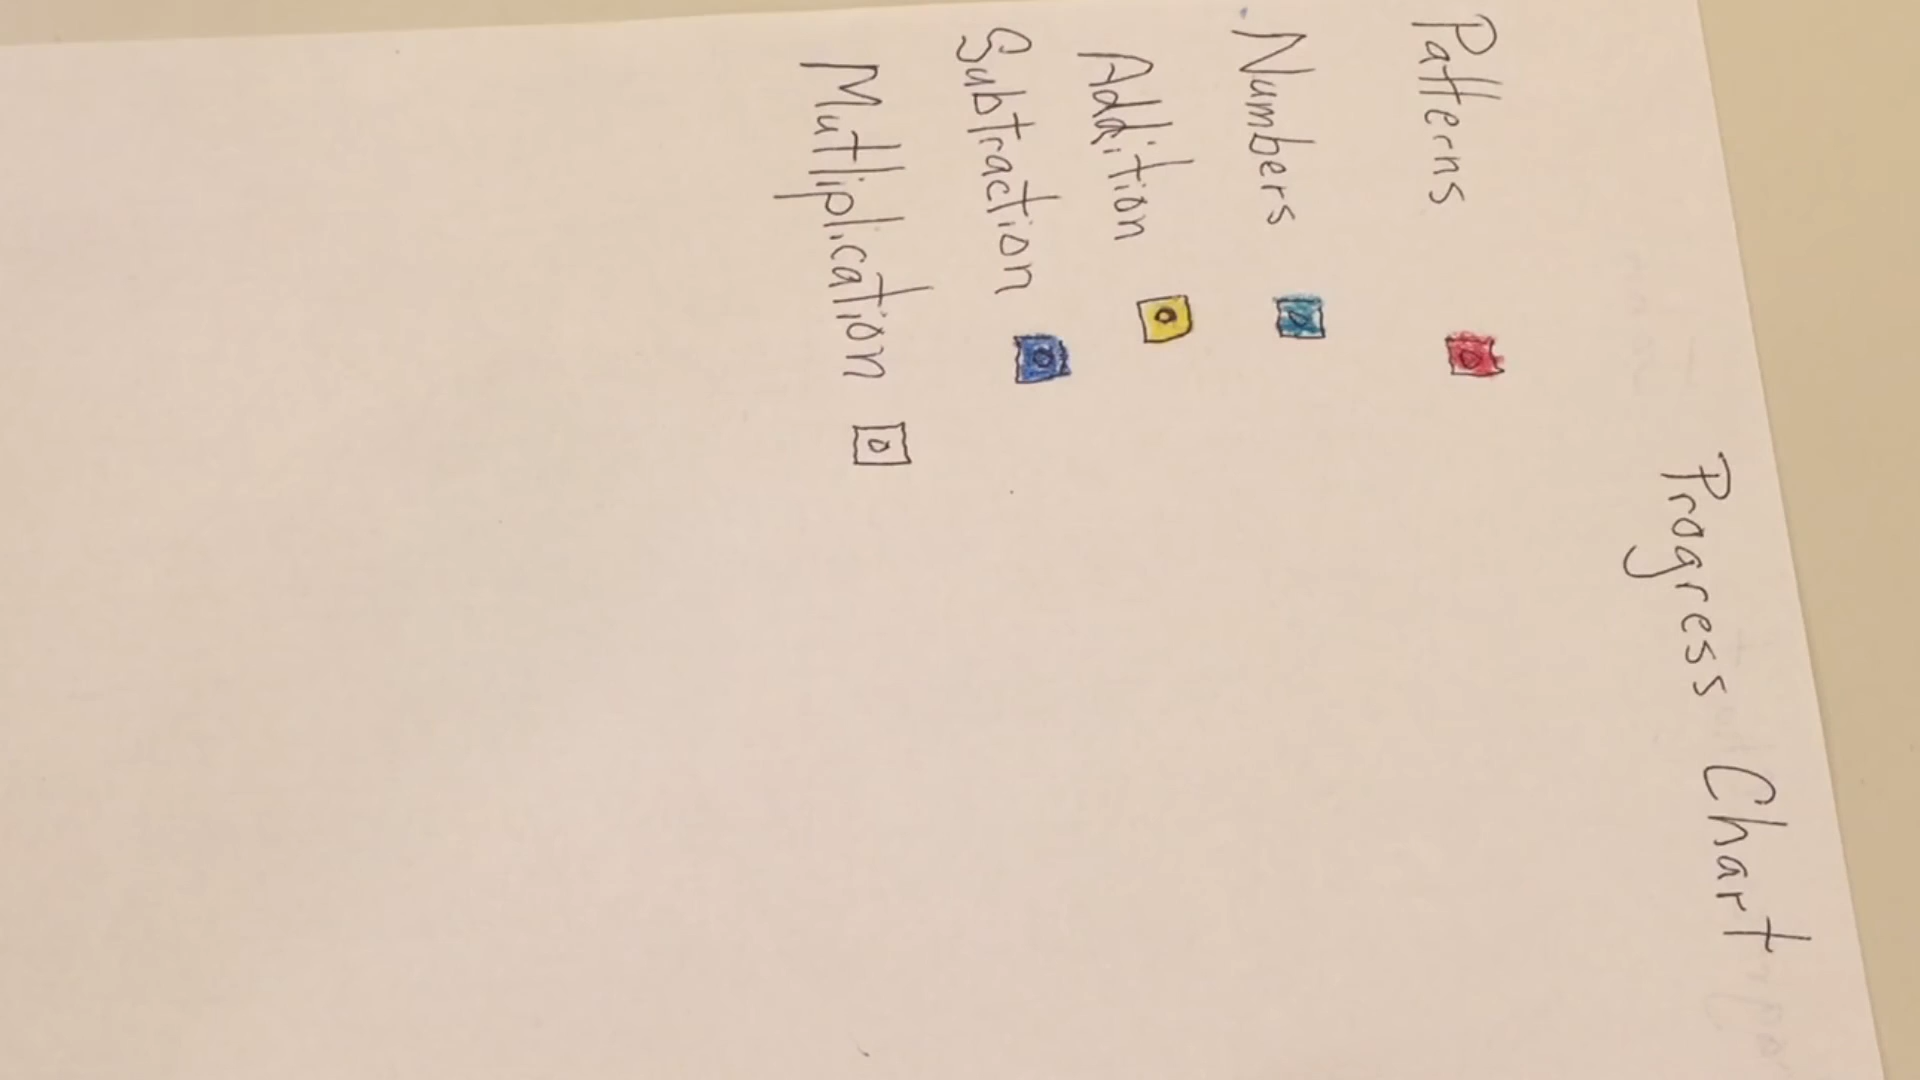 Progress Chart
Patterns
Numbers
Addition
Subtraction
Mutliplication